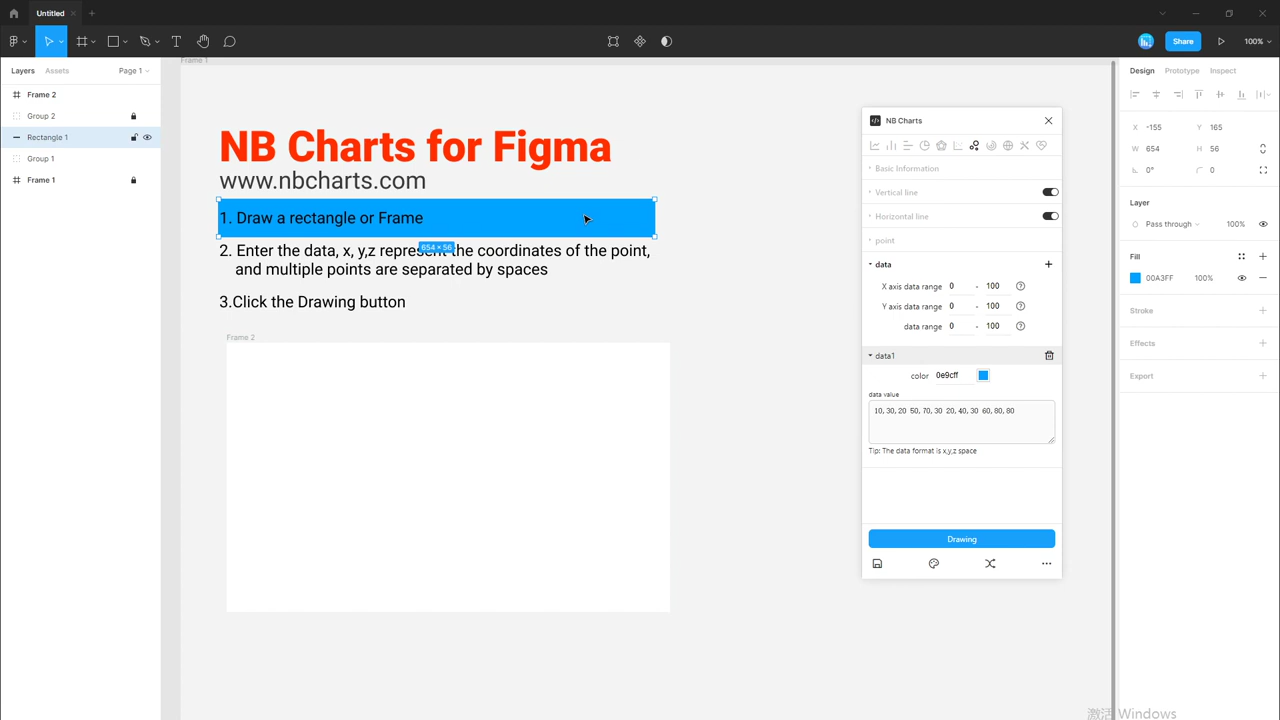 Untitled
Share
100%
Layers
Assets
Page 1
Frame 2
Group 2
Rectangle 1
Group 1
Frame 1
Frame 1
NB Charts for Figma
www.nbcharts.com
1. Draw a rectangle or Frame
654 × 56
2. Enter the data, x, y,z represent the coordinates of the point,
and multiple points are separated by spaces
3.Click the Drawing button
Frame 2
NB Charts
Basic Information
Vertical line
Horizontal line
point
data
X axis data range 0 - 100
Y axis data range 0 - 100
data range 0 - 100
data1
color 0e9cff
data value
10, 30, 20 50, 70, 30 20, 40, 30 60, 80, 80
Tip: The data format is x,y,z space
Drawing
Design
Prototype
Inspect
X -155 Y 165
W 654 H 56
0° 0
Layer
Pass through 100%
Fill
00A3FF 100%
Stroke
Effects
Export
激活 Windows